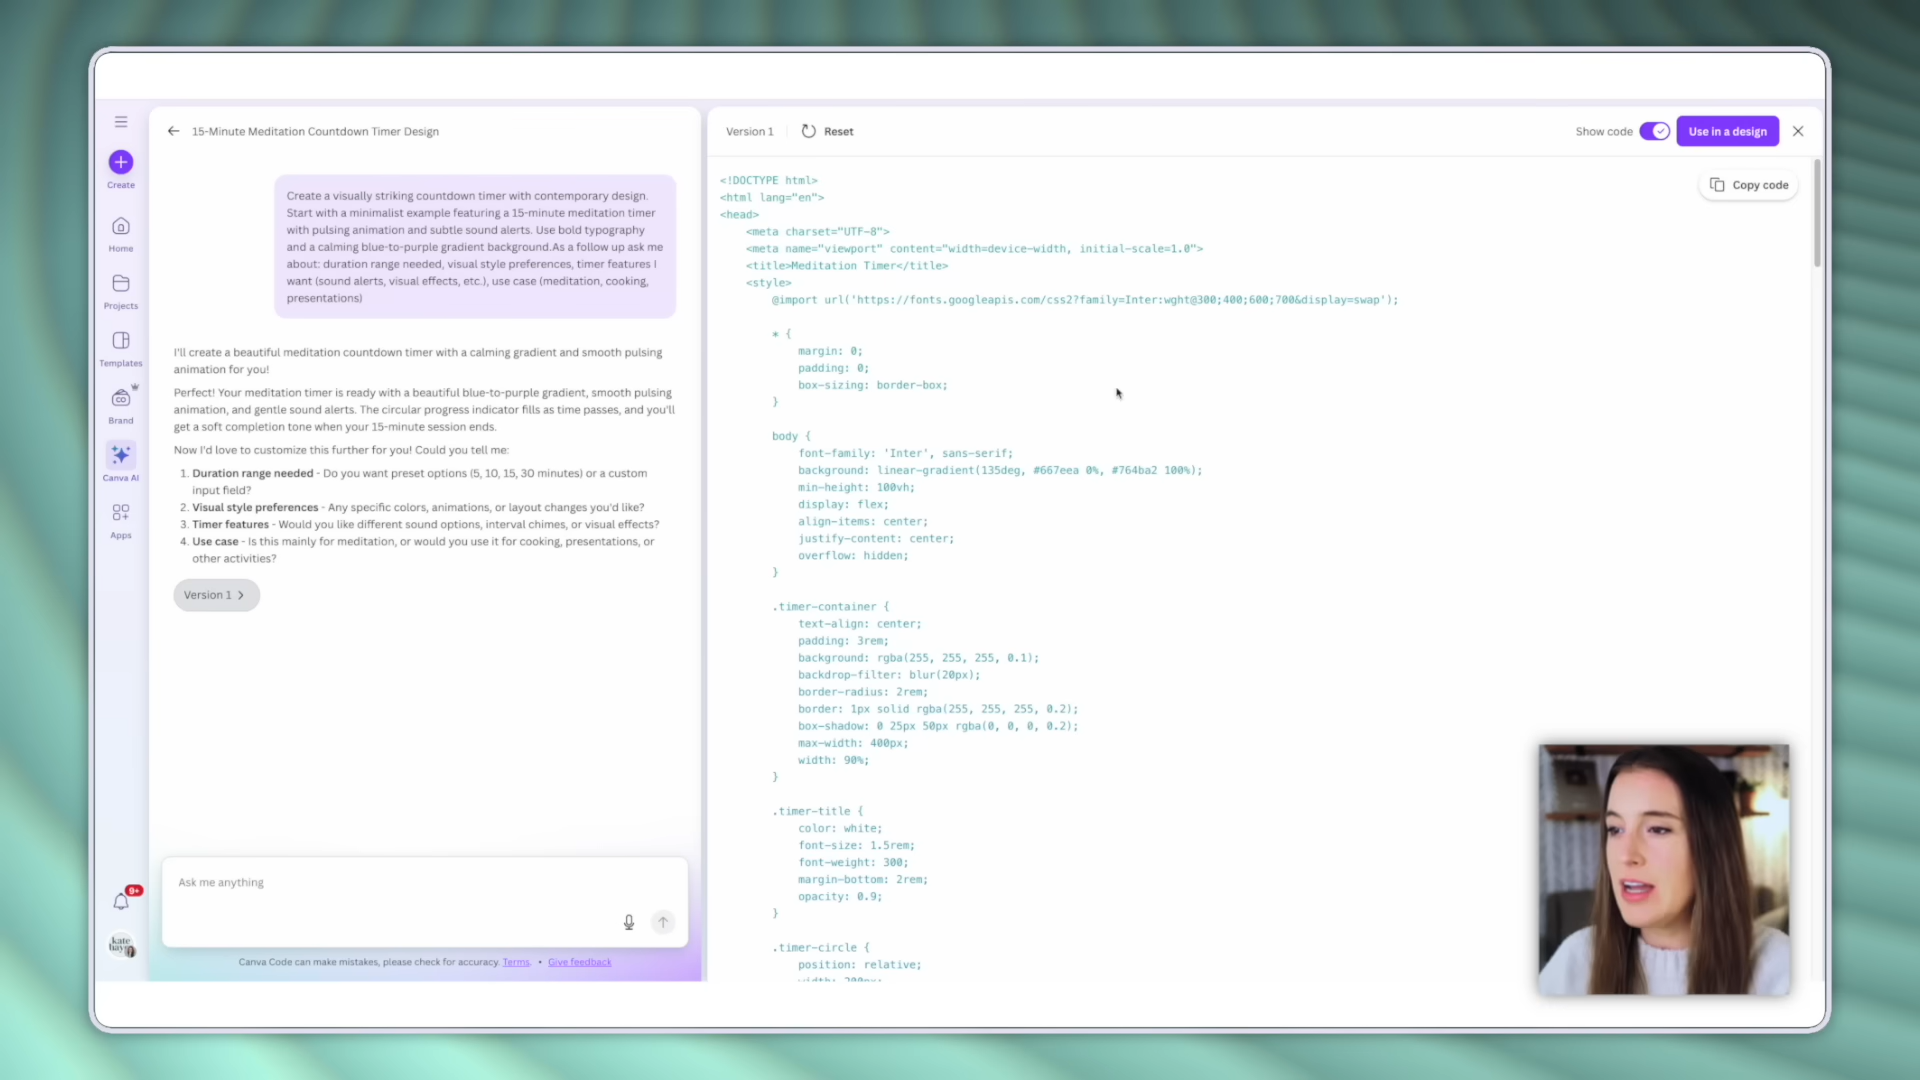 15-Minute Meditation Countdown Timer Design
Create
Home
Projects
Templates
Brand
Canva AI
Apps
9+
kate
hay
Create a visually striking countdown timer with contemporary design.
Start with a minimalist example featuring a 15-minute meditation timer
with pulsing animation and subtle sound alerts. Use bold typography
and a calming blue-to-purple gradient background.As a follow up ask me
about: duration range needed, visual style preferences, timer features I
want (sound alerts, visual effects, etc.), use case (meditation, cooking,
presentations)
I'll create a beautiful meditation countdown timer with a calming gradient and smooth pulsing
animation for you!
Perfect! Your meditation timer is ready with a beautiful blue-to-purple gradient, smooth pulsing
animation, and gentle sound alerts. The circular progress indicator fills as time passes, and you'll
get a soft completion tone when your 15-minute session ends.
Now I'd love to customize this further for you! Could you tell me:
1. Duration range needed - Do you want preset options (5, 10, 15, 30 minutes) or a custom
input field?
2. Visual style preferences - Any specific colors, animations, or layout changes you'd like?
3. Timer features - Would you like different sound options, interval chimes, or visual effects?
4. Use case - Is this mainly for meditation, or would you use it for cooking, presentations, or
other activities?
Version 1
Ask me anything
Canva Code can make mistakes, please check for accuracy. Terms. • Give feedback
Version 1
Reset
Show code
Use in a design
Copy code
<!DOCTYPE html>
<html lang="en">
<head>
<meta charset="UTF-8">
<meta name="viewport" content="width=device-width, initial-scale=1.0">
<title>Meditation Timer</title>
<style>
@import url('https://fonts.googleapis.com/css2?family=Inter:wght@300;400;600;700&display=swap');
* {
margin: 0;
padding: 0;
box-sizing: border-box;
}
body {
font-family: 'Inter', sans-serif;
background: linear-gradient(135deg, #667eea 0%, #764ba2 100%);
min-height: 100vh;
display: flex;
align-items: center;
justify-content: center;
overflow: hidden;
}
.timer-container {
text-align: center;
padding: 3rem;
background: rgba(255, 255, 255, 0.1);
backdrop-filter: blur(20px);
border-radius: 2rem;
border: 1px solid rgba(255, 255, 255, 0.2);
box-shadow: 0 25px 50px rgba(0, 0, 0, 0.2);
max-width: 400px;
width: 90%;
}
.timer-title {
color: white;
font-size: 1.5rem;
font-weight: 300;
margin-bottom: 2rem;
opacity: 0.9;
}
.timer-circle {
position: relative;